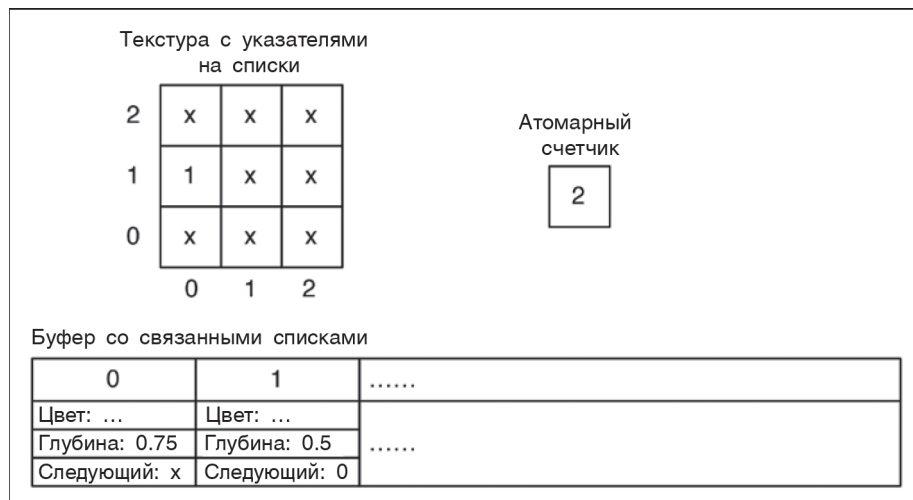 Текстура с указателями
на списки
2 x x x
1 1 x x
0 x x x
0 1 2
Атомарный
счетчик
2
Буфер со связанными списками
0 1 ......
Цвет: ... Цвет: ...
Глубина: 0.75 Глубина: 0.5 ......
Следующий: x Следующий: 0